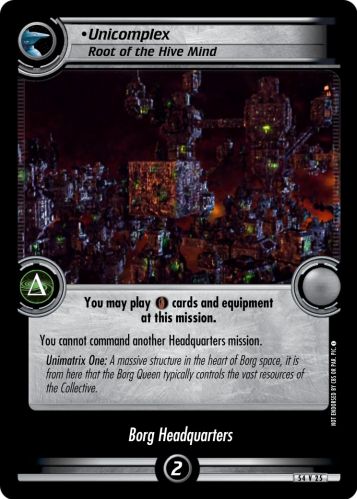 •Unicomplex
Root of the Hive Mind
Δ
You may play cards and equipment
at this mission.
You cannot command another Headquarters mission.
Unimatrix One: A massive structure in the heart of Borg space, it
is from here that the Borg Queen typically controls the vast resources
of the Collective.
NOT ENDORSED BY CBS OR PAR. PIC.
Borg Headquarters
2
54 V 25